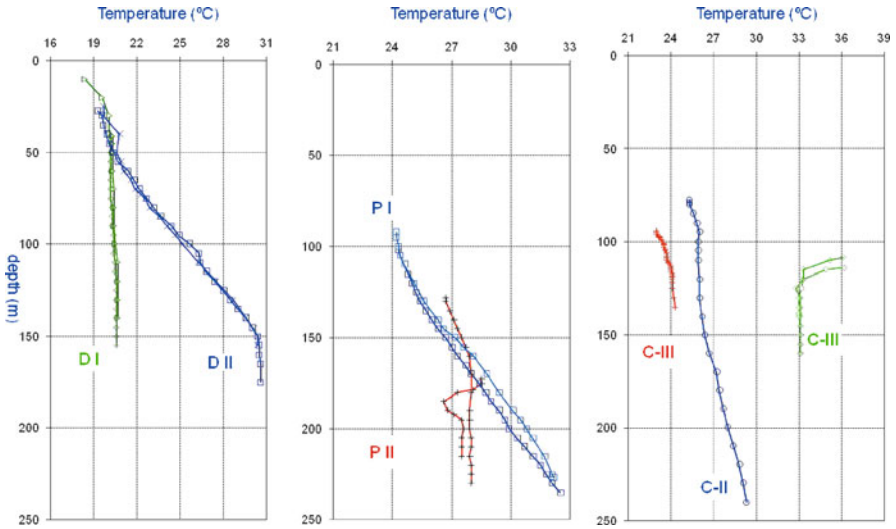 Temperature (ºC)
16 19 22 25 28 31
0
50
100
150
200
250
depth (m)
D I
D II
Temperature (ºC)
21 24 27 30 33
0
50
100
150
200
250
P I
P II
Temperature (ºC)
21 24 27 30 33 36 39
0
50
100
150
200
250
C-III
C-III
C-II